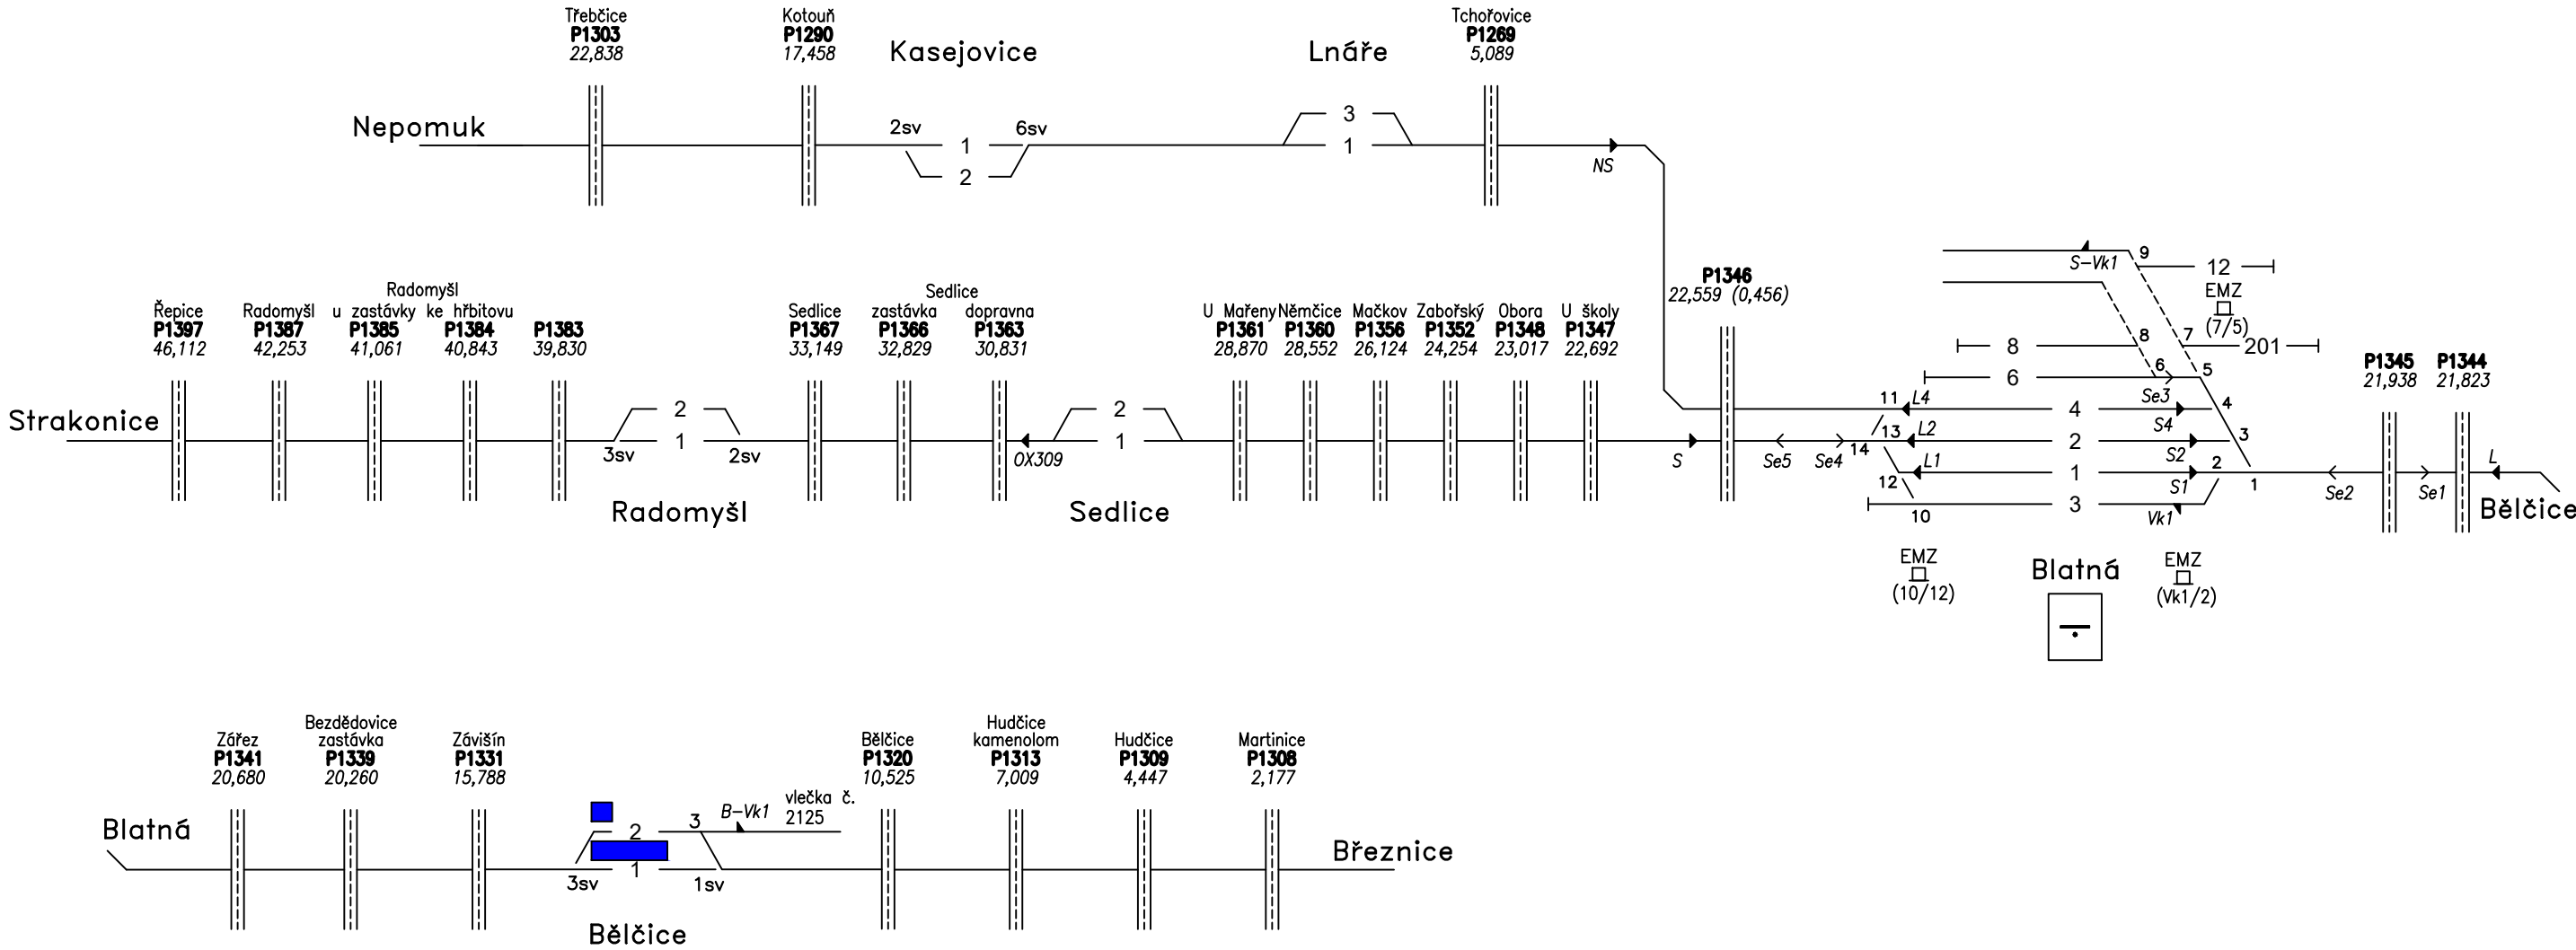 Třebčice
P1303
22,838
Kotouň
P1290
17,458
Kasejovice
Lnáře
Tchořovice
P1269
5,089
Nepomuk
2sv
1
6sv
2
3
1
NS
Řepice
P1397
46,112
Radomyšl
P1387
42,253
Radomyšl
u zastávky
P1385
41,061
ke hřbitovu
P1384
40,843
P1383
39,830
Sedlice
P1367
33,149
Sedlice
zastávka
P1366
32,829
dopravna
P1363
30,831
U Mařeny
P1361
28,870
Němčice
P1360
28,552
Mačkov
P1356
26,124
Zabořský
P1352
24,254
Obora
P1348
23,017
U školy
P1347
22,692
P1346
22,559 (0,456)
Strakonice
2
1
3sv
2sv
Radomyšl
OX309
2
1
Sedlice
S
Se5
Se4
S-Vk1
9
12
EMZ
(7/5)
8
8
7
201
6
6
5
Se3
11
L4
4
S4
4
13
L2
2
S2
3
14
L1
1
S1
2
1
12
10
3
Vk1
EMZ
(10/12)
Blatná
EMZ
(Vk1/2)
P1345
21,938
P1344
21,823
Se2
Se1
L
Bělčice
Zářez
P1341
20,680
Bezdědovice
zastávka
P1339
20,260
Závišín
P1331
15,788
Bělčice
P1320
10,525
Hudčice
kamenolom
P1313
7,009
Hudčice
P1309
4,447
Martinice
P1308
2,177
Blatná
2
3
B-Vk1
vlečka č.
2125
1
3sv
1sv
Bělčice
Březnice